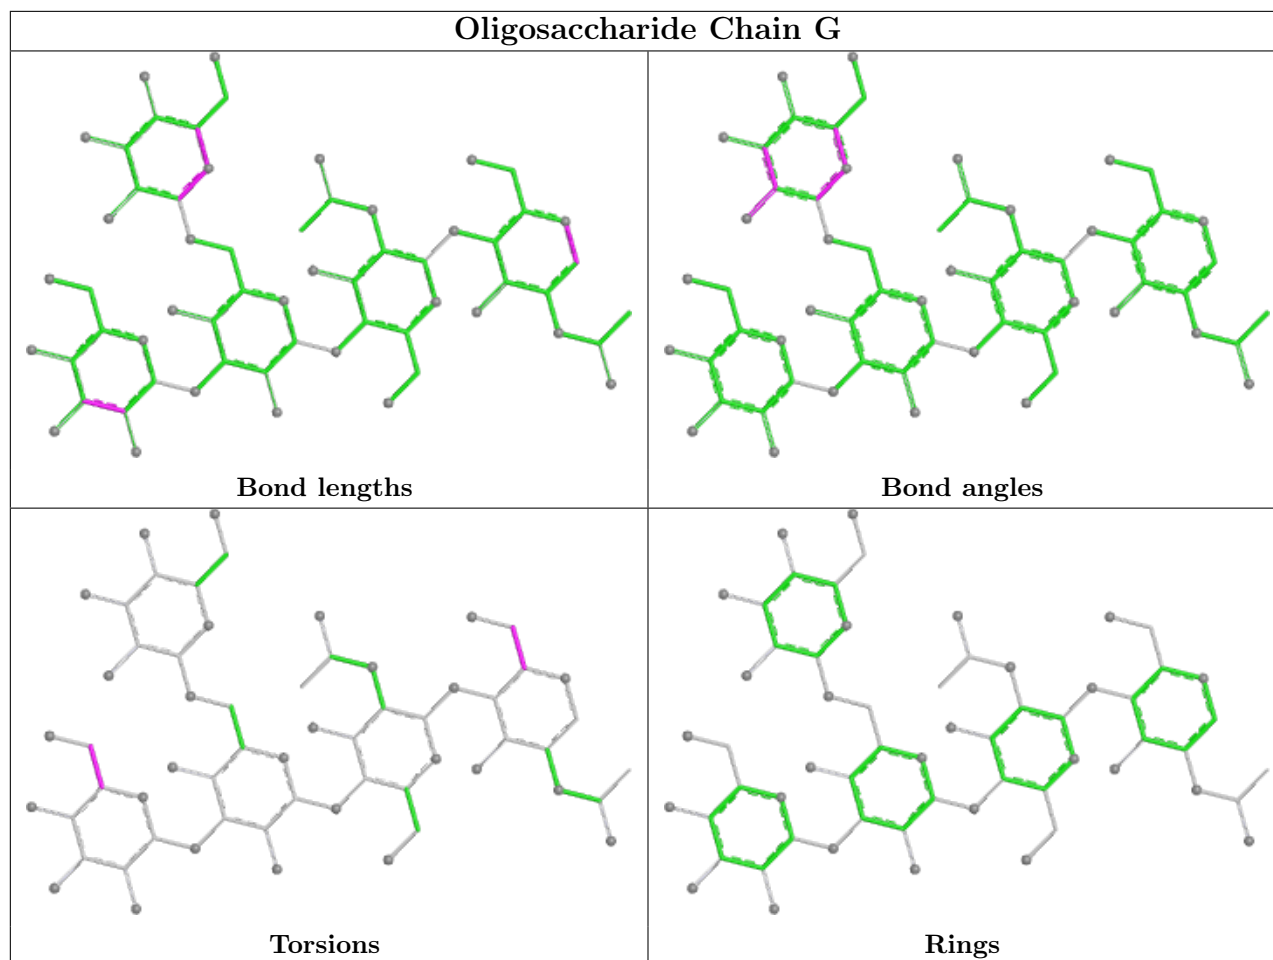 Oligosaccharide Chain G
Bond lengths
Bond angles
Torsions
Rings